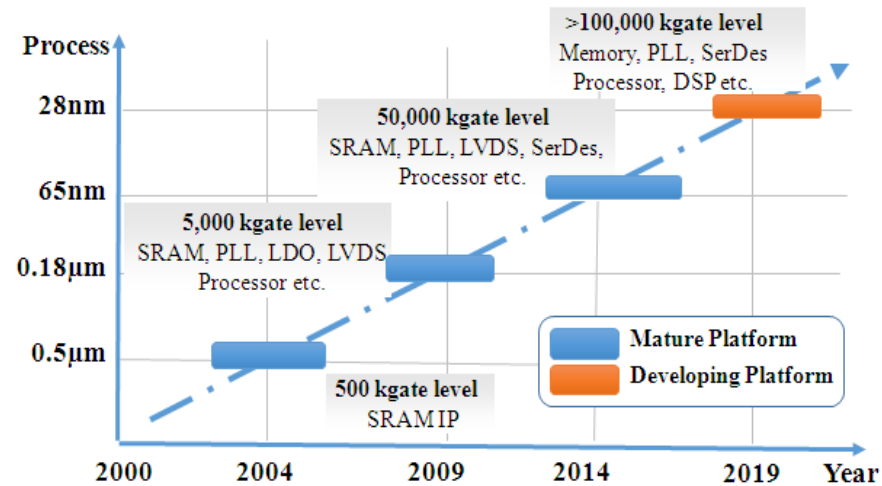 Process
>100,000 kgate level
Memory, PLL, SerDes
Processor, DSP etc.
28nm
50,000 kgate level
SRAM, PLL, LVDS, SerDes,
Processor etc.
65nm
5,000 kgate level
SRAM, PLL, LDO, LVDS
Processor etc.
0.18μm
0.5μm
Mature Platform
Developing Platform
500 kgate level
SRAM IP
2000 2004 2009 2014 2019 Year